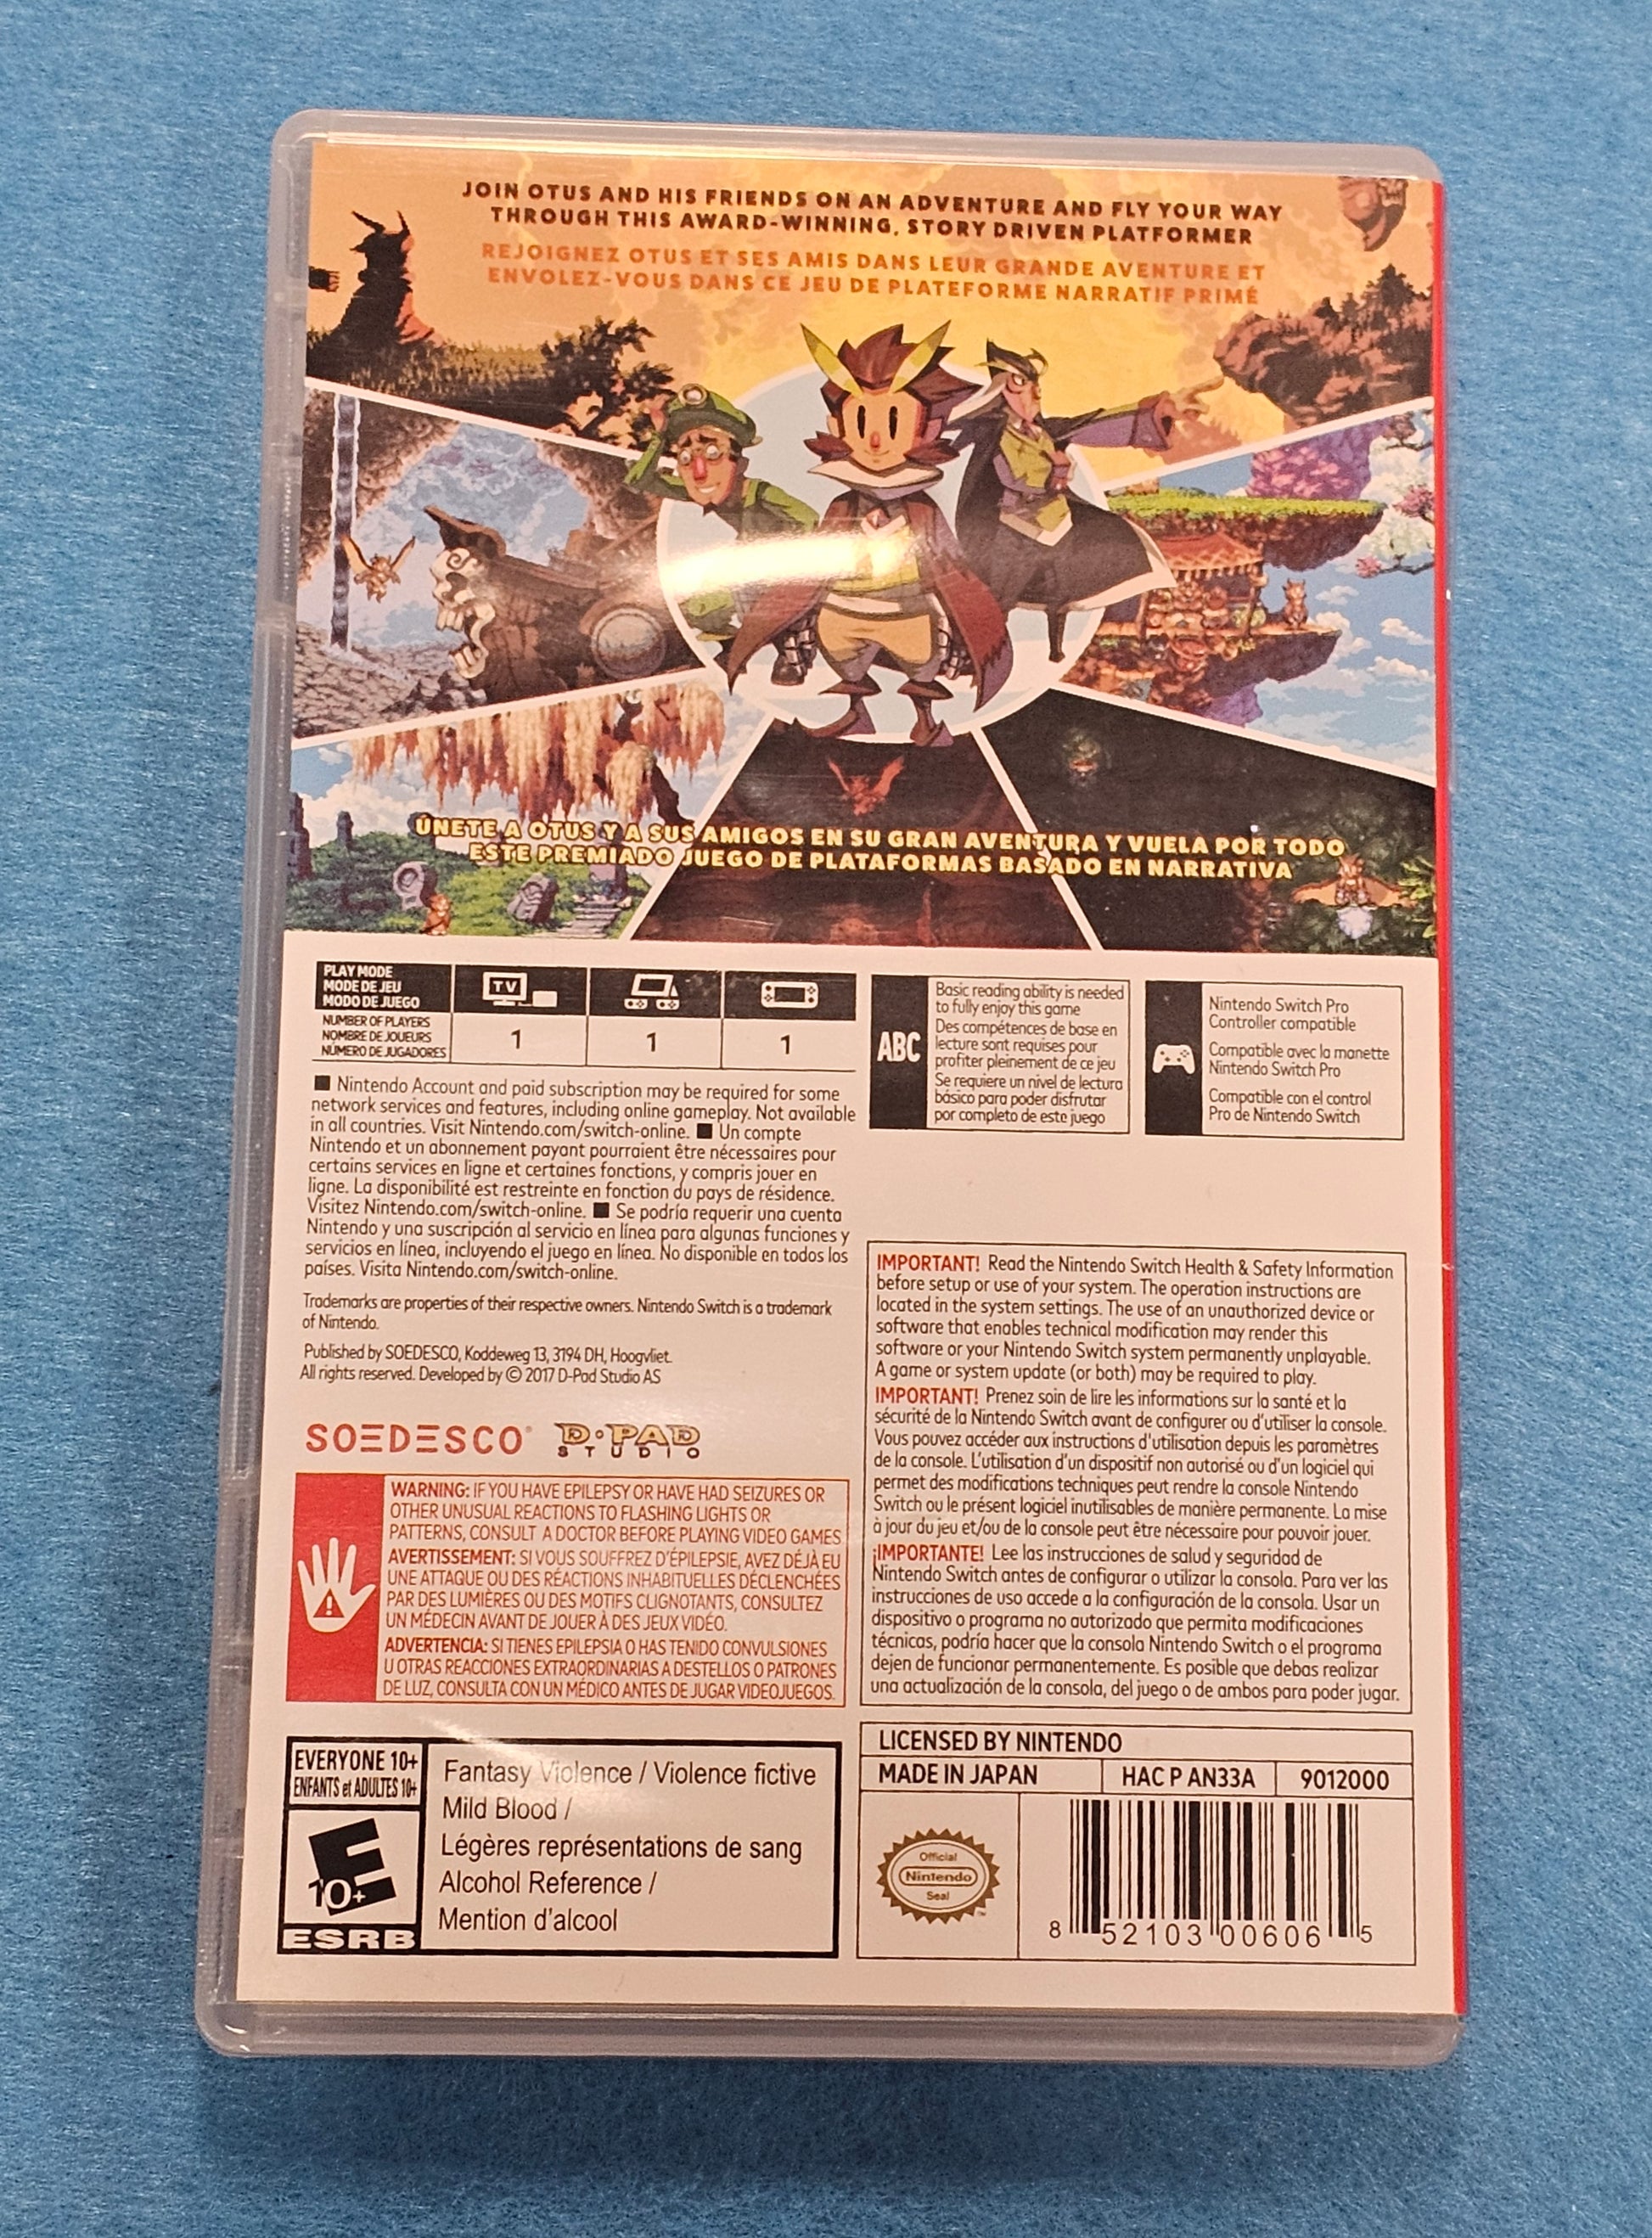 JOIN OTUS AND HIS FRIENDS ON AN ADVENTURE AND FLY YOUR WAY
THROUGH THIS AWARD-WINNING, STORY DRIVEN PLATFORMER
REJOIGNEZ OTUS ET SES AMIS DANS LEUR GRANDE AVENTURE ET
ENVOLEZ-VOUS DANS CE JEU DE PLATEFORME NARRATIF PRIMÉ
ÚNETE A OTUS Y A SUS AMIGOS EN SU GRAN AVENTURA Y VUELA POR TODO
ESTE PREMIADO JUEGO DE PLATAFORMAS BASADO EN NARRATIVA
PLAY MODE
MODE DE JEU
MODO DE JUEGO
TV
NUMBER OF PLAYERS
NOMBRE DE JOUEURS
NÚMERO DE JUGADORES
1
1
1
ABC
Basic reading ability is needed
to fully enjoy this game
Des compétences de base en
lecture sont requises pour
profiter pleinement de ce jeu
Se requiere un nivel de lectura
básico para poder disfrutar
por completo de este juego
Nintendo Switch Pro
Controller compatible
Compatible avec la manette
Nintendo Switch Pro
Compatible con el control
Pro de Nintendo Switch
■ Nintendo Account and paid subscription may be required for some
network services and features, including online gameplay. Not available
in all countries. Visit Nintendo.com/switch-online. ■ Un compte
Nintendo et un abonnement payant pourraient être nécessaires pour
certains services en ligne et certaines fonctions, y compris jouer en
ligne. La disponibilité est restreinte en fonction du pays de résidence.
Visitez Nintendo.com/switch-online. ■ Se podría requerir una cuenta
Nintendo y una suscripción al servicio en línea para algunas funciones y
servicios en línea, incluyendo el juego en línea. No disponible en todos los
países. Visita Nintendo.com/switch-online.
Trademarks are properties of their respective owners. Nintendo Switch is a trademark
of Nintendo.
Published by SOEDESCO, Koddeweg 13, 3194 DH, Hoogvliet.
All rights reserved. Developed by © 2017 D-Pad Studio AS
SOEDESCO®
D·PAD
STUDIO
WARNING: IF YOU HAVE EPILEPSY OR HAVE HAD SEIZURES OR
OTHER UNUSUAL REACTIONS TO FLASHING LIGHTS OR
PATTERNS, CONSULT A DOCTOR BEFORE PLAYING VIDEO GAMES
AVERTISSEMENT: SI VOUS SOUFFREZ D'ÉPILEPSIE, AVEZ DÉJÀ EU
UNE ATTAQUE OU DES RÉACTIONS INHABITUELLES DÉCLENCHÉES
PAR DES LUMIÈRES OU DES MOTIFS CLIGNOTANTS, CONSULTEZ
UN MÉDECIN AVANT DE JOUER À DES JEUX VIDÉO.
ADVERTENCIA: SI TIENES EPILEPSIA O HAS TENIDO CONVULSIONES
U OTRAS REACCIONES EXTRAORDINARIAS A DESTELLOS O PATRONES
DE LUZ, CONSULTA CON UN MÉDICO ANTES DE JUGAR VIDEOJUEGOS.
IMPORTANT! Read the Nintendo Switch Health & Safety Information
before setup or use of your system. The operation instructions are
located in the system settings. The use of an unauthorized device or
software that enables technical modification may render this
software or your Nintendo Switch system permanently unplayable.
A game or system update (or both) may be required to play.
IMPORTANT! Prenez soin de lire les informations sur la santé et la
sécurité de la Nintendo Switch avant de configurer ou d'utiliser la console.
Vous pouvez accéder aux instructions d'utilisation depuis les paramètres
de la console. L'utilisation d'un dispositif non autorisé ou d'un logiciel qui
permet des modifications techniques peut rendre la console Nintendo
Switch ou le présent logiciel inutilisables de manière permanente. La mise
à jour du jeu et/ou de la console peut être nécessaire pour pouvoir jouer.
¡IMPORTANTE! Lee las instrucciones de salud y seguridad de
Nintendo Switch antes de configurar o utilizar la consola. Para ver las
instrucciones de uso accede a la configuración de la consola. Usar un
dispositivo o programa no autorizado que permita modificaciones
técnicas, podría hacer que la consola Nintendo Switch o el programa
dejen de funcionar permanentemente. Es posible que debas realizar
una actualización de la consola, del juego o de ambos para poder jugar.
EVERYONE 10+
ENFANTS et ADULTES 10+
E
10+
ESRB
Fantasy Violence / Violence fictive
Mild Blood /
Légères représentations de sang
Alcohol Reference /
Mention d'alcool
LICENSED BY NINTENDO
MADE IN JAPAN
HAC P AN33A
9012000
Official
Nintendo
Seal
™
8 52103 00606 5